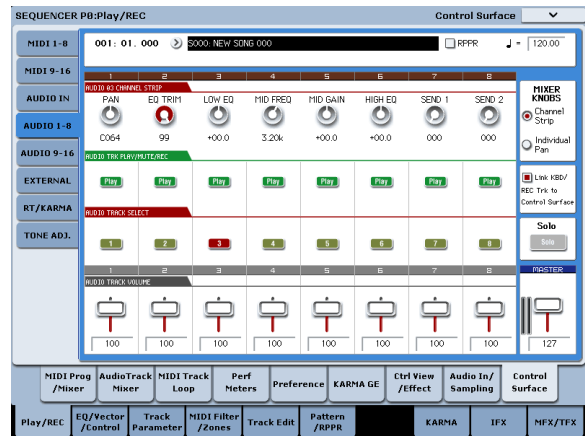 SEQUENCER P0:Play/REC Control Surface
MIDI 1-8
001: 01. 000 S000: NEW SONG 000 RPPR ♩ = 120.00
MIDI 9-16
1 2 3 4 5 6 7 8
AUDIO 03 CHANNEL STRIP
AUDIO IN
PAN EQ TRIM LOW EQ MID FREQ MID GAIN HIGH EQ SEND 1 SEND 2
MIXER
KNOBS
Channel
Strip
AUDIO 1-8
C064 99 +00.0 3.20k +00.0 +00.0 000 000
Individual
Pan
AUDIO 9-16
AUDIO TRK PLAY/MUTE/REC
EXTERNAL
Play Play Play Play Play Play Play Play
Link KBD/
REC Trk to
Control Surface
RT/KARMA
AUDIO TRACK SELECT
Solo
TONE ADJ.
1 2 3 4 5 6 7 8
Solo
1 2 3 4 5 6 7 8
MASTER
AUDIO TRACK VOLUME
100 100 100 100 100 100 100 100 127
MIDI Prog
/Mixer
AudioTrack
Mixer
MIDI Track
Loop
Perf
Meters
Preference
KARMA GE
Ctrl View
/Effect
Audio In/
Sampling
Control
Surface
Play/REC
EQ/Vector
/Control
Track
Parameter
MIDI Filter
/Zones
Track Edit
Pattern
/RPPR
KARMA
IFX
MFX/TFX